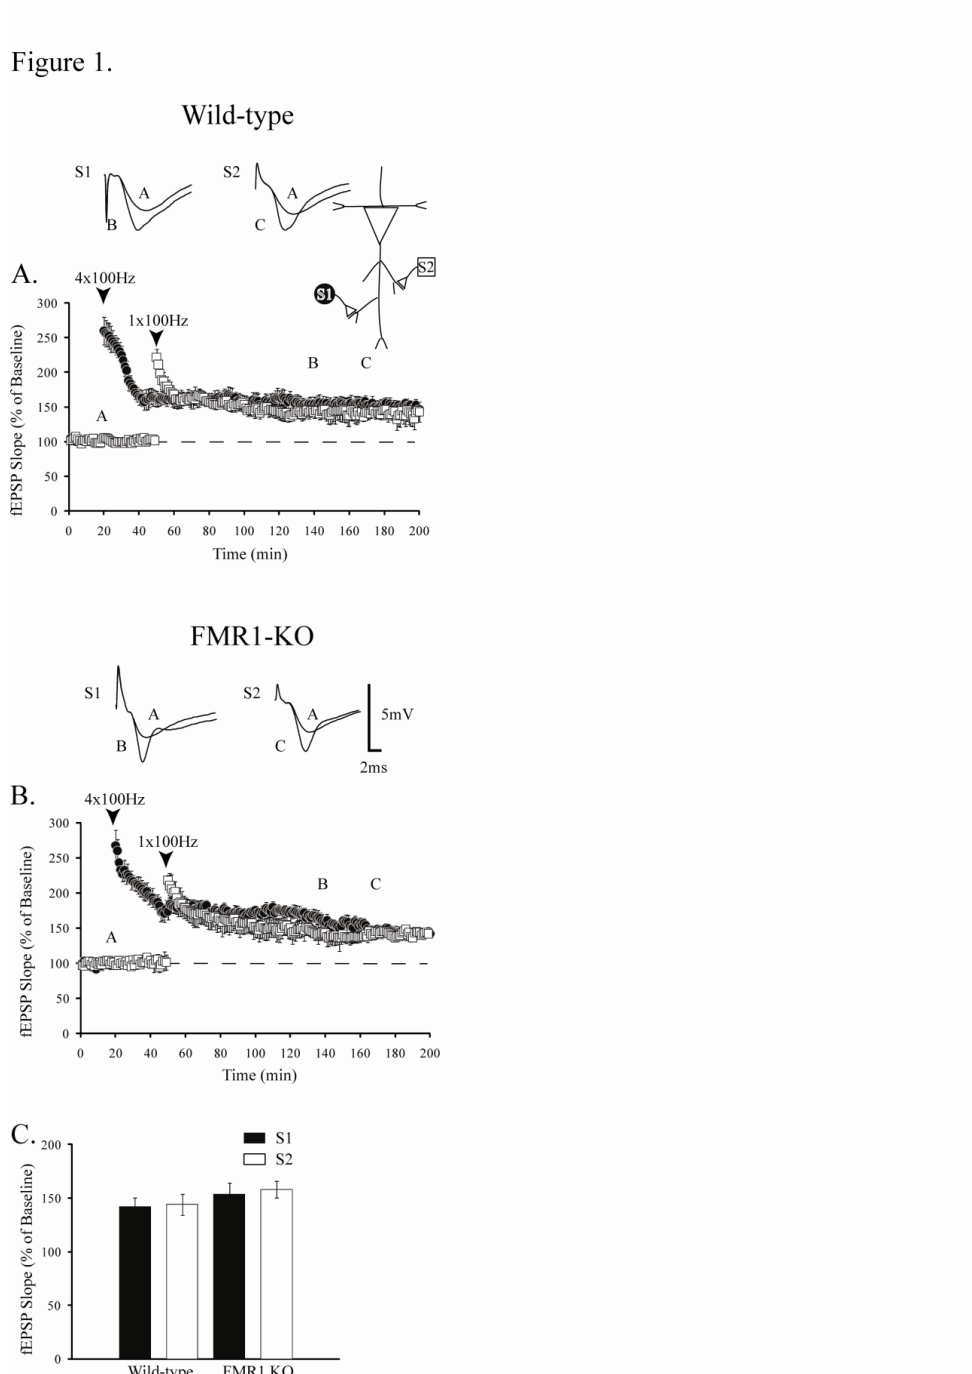 Figure 1.
Wild-type
S1
A
B
S2
A
C
S2
S1
A.
4x100Hz
1x100Hz
B
C
A
fEPSP Slope (% of Baseline)
300
250
200
150
100
50
0
0 20 40 60 80 100 120 140 160 180 200
Time (min)
FMR1-KO
S1
A
B
S2
A
C
5mV
2ms
B.
4x100Hz
1x100Hz
B
C
A
fEPSP Slope (% of Baseline)
300
250
200
150
100
50
0
0 20 40 60 80 100 120 140 160 180 200
Time (min)
C.
S1
S2
fEPSP Slope (% of Baseline)
200
150
100
50
0
Wild-type FMR1 KO